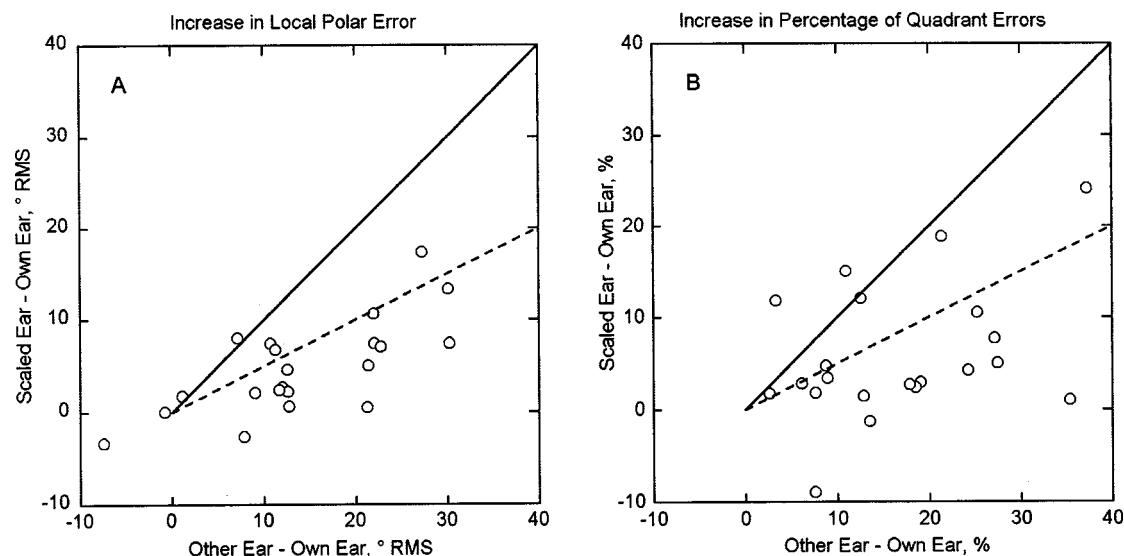 Increase in Local Polar Error
A
Scaled Ear - Own Ear, ° RMS
40
30
20
10
0
-10
-10 0 10 20 30 40
Other Ear - Own Ear, ° RMS
Increase in Percentage of Quadrant Errors
B
Scaled Ear - Own Ear, %
40
30
20
10
0
-10
-10 0 10 20 30 40
Other Ear - Own Ear, %